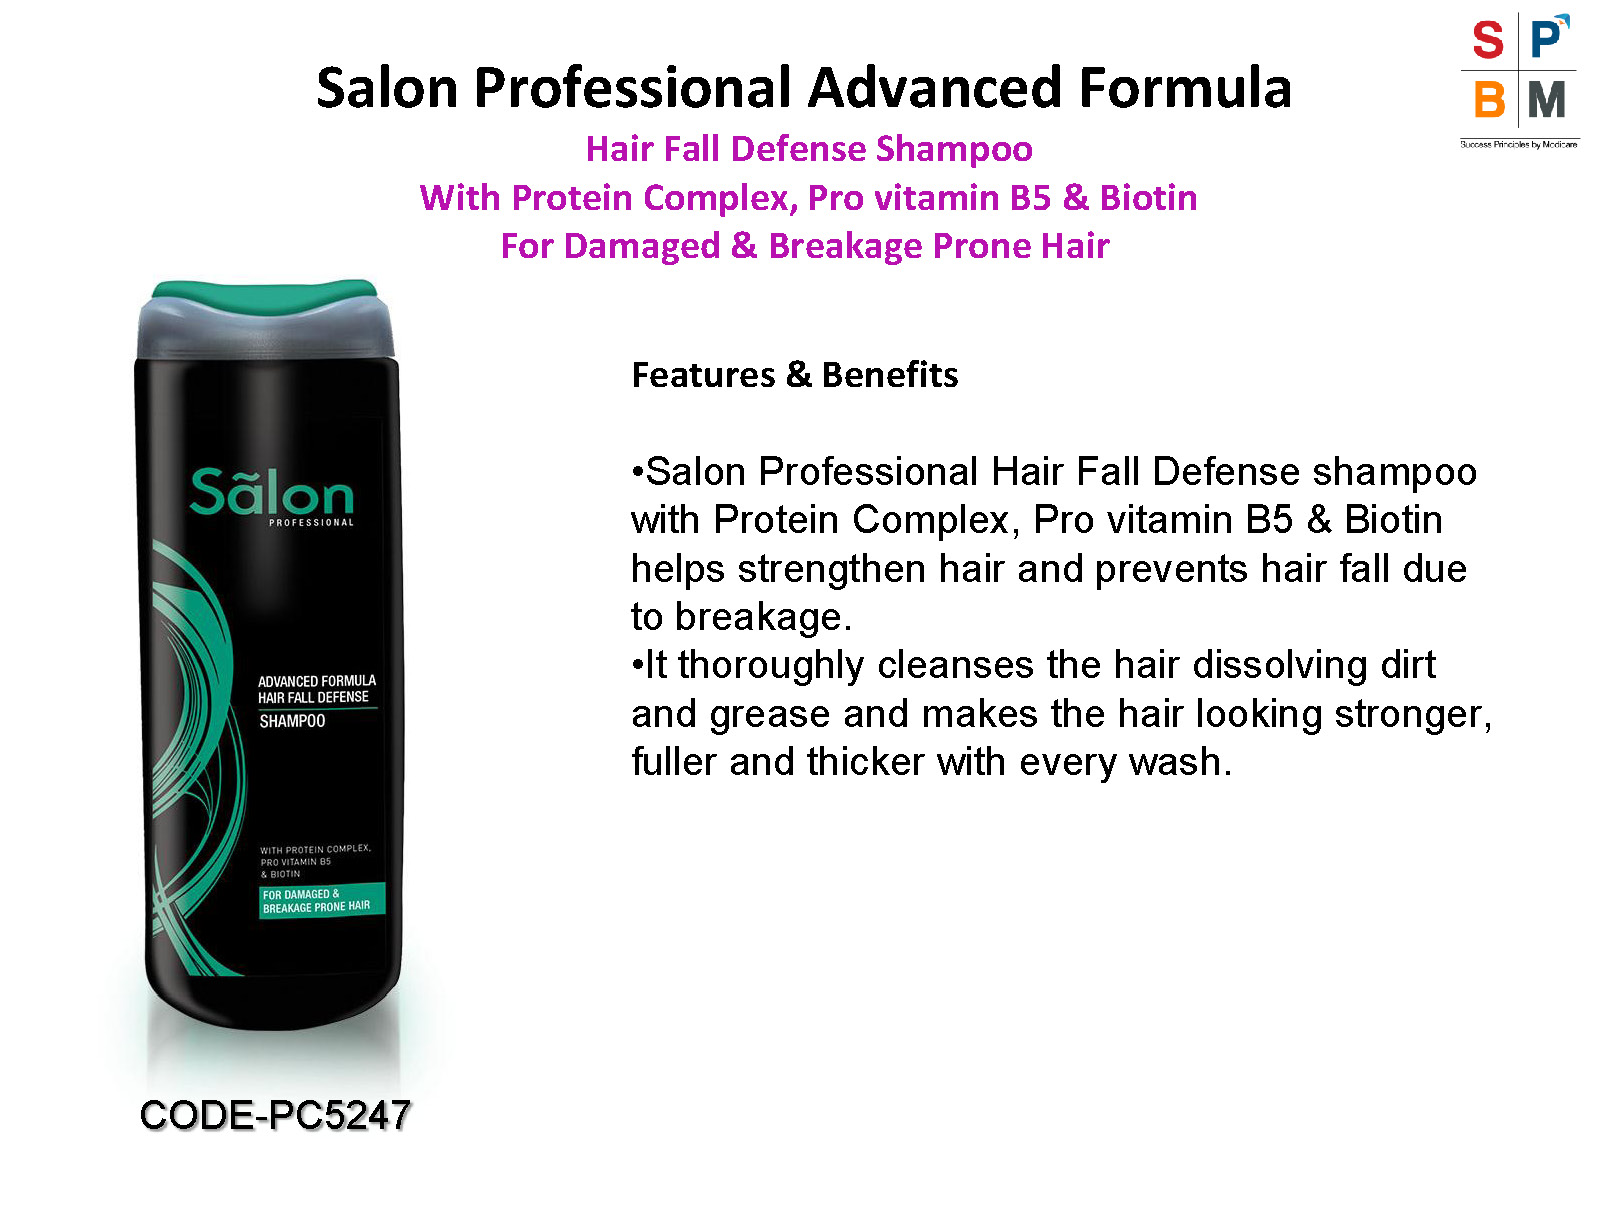 Salon Professional Advanced Formula
Hair Fall Defense Shampoo
With Protein Complex, Pro vitamin B5 & Biotin
For Damaged & Breakage Prone Hair
S P
B M
Success Principles by Medicare
Features & Benefits
•Salon Professional Hair Fall Defense shampoo
with Protein Complex, Pro vitamin B5 & Biotin
helps strengthen hair and prevents hair fall due
to breakage.
•It thoroughly cleanses the hair dissolving dirt
and grease and makes the hair looking stronger,
fuller and thicker with every wash.
Sãlon
PROFESSIONAL
ADVANCED FORMULA
HAIR FALL DEFENSE
SHAMPOO
WITH PROTEIN COMPLEX,
PRO VITAMIN B5
& BIOTIN
FOR DAMAGED &
BREAKAGE PRONE HAIR
CODE-PC5247